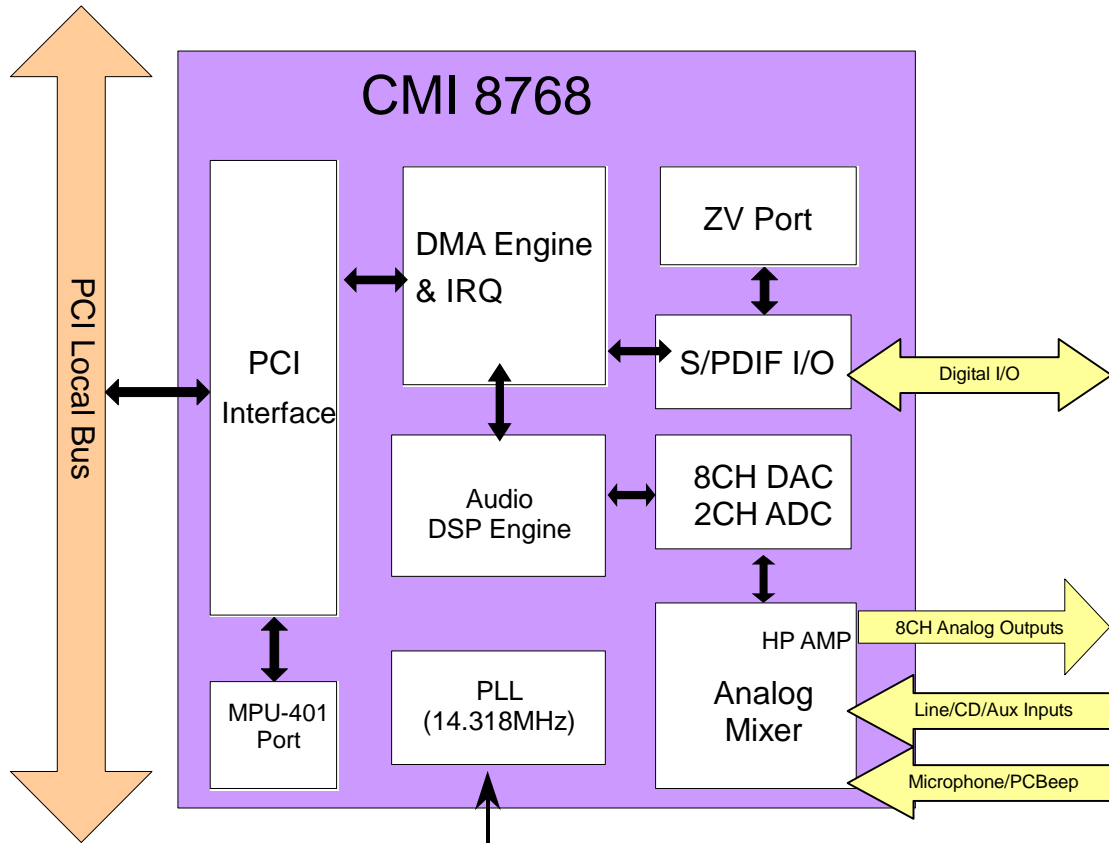 CMI 8768
PCI Local Bus
PCI
Interface
DMA Engine
& IRQ
ZV Port
S/PDIF I/O
Digital I/O
Audio
DSP Engine
8CH DAC
2CH ADC
MPU-401
Port
PLL
(14.318MHz)
HP AMP
Analog
Mixer
8CH Analog Outputs
Line/CD/Aux Inputs
Microphone/PCBeep